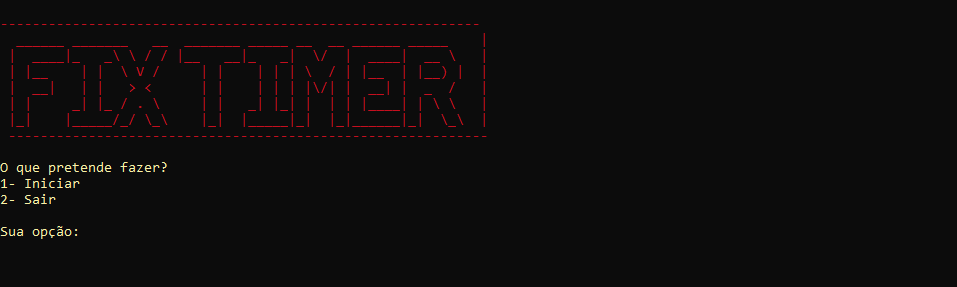 FIX TIMER
O que pretende fazer?
1- Iniciar
2- Sair
Sua opção: